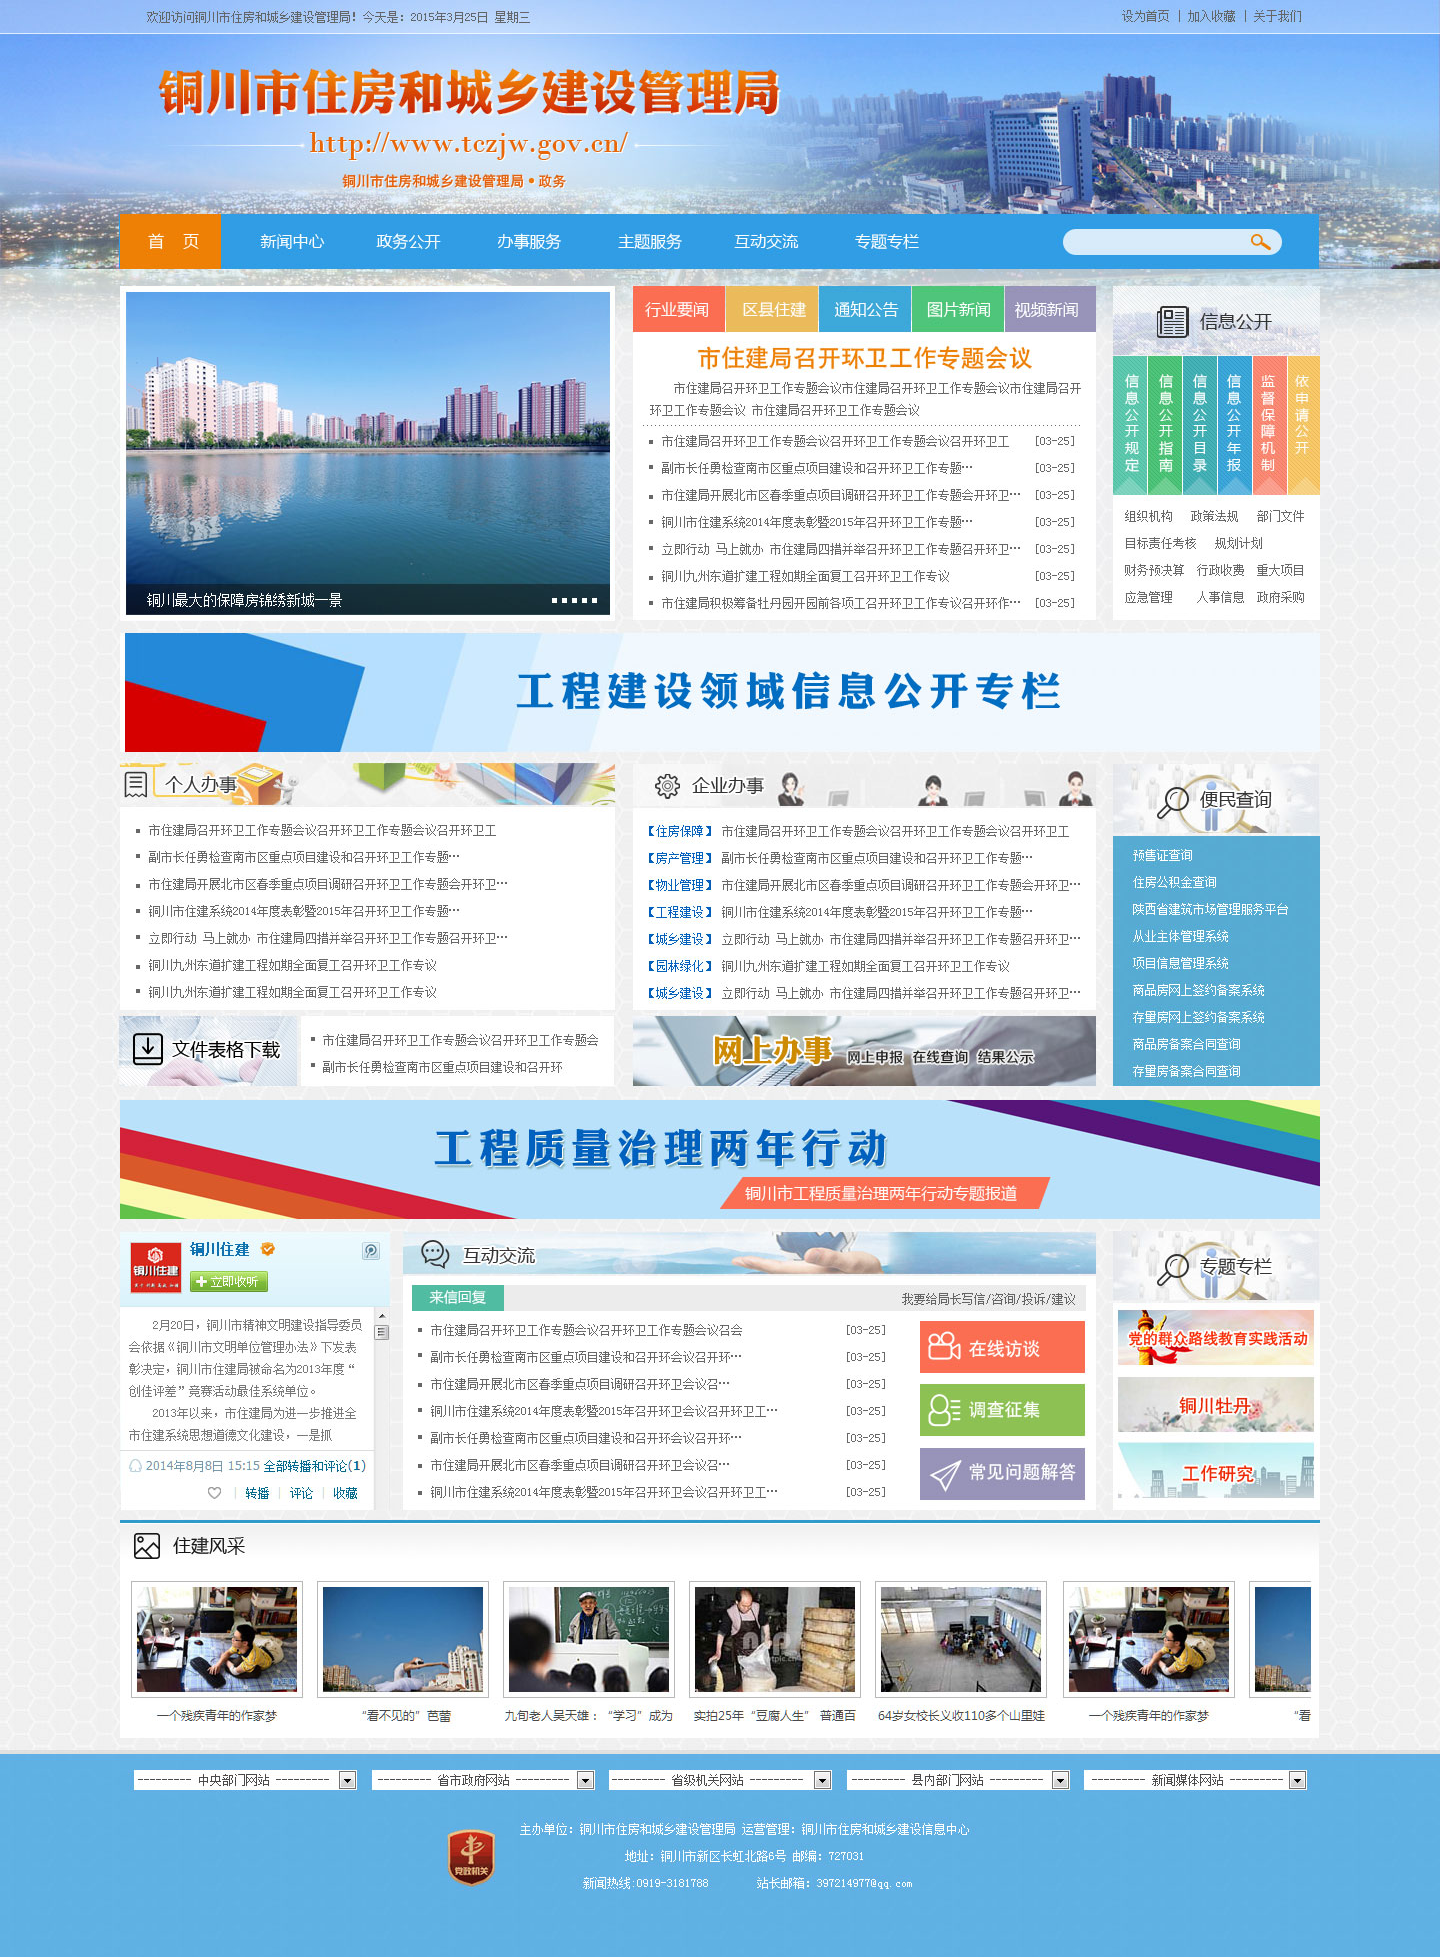 欢迎访问铜川市住房和城乡建设管理局！今天是：2015年3月25日 星期三
设为首页 | 加入收藏 | 关于我们
铜川市住房和城乡建设管理局
http://www.tczjw.gov.cn/
铜川市住房和城乡建设管理局•政务
首 页 新闻中心 政务公开 办事服务 主题服务 互动交流 专题专栏
铜川最大的保障房锦绣新城一景
行业要闻 区县住建 通知公告 图片新闻 视频新闻
市住建局召开环卫工作专题会议
市住建局召开环卫工作专题会议市住建局召开环卫工作专题会议市住建局召开
环卫工作专题会议 市住建局召开环卫工作专题会议
市住建局召开环卫工作专题会议召开环卫工作专题会议召开环卫工 [03-25]
副市长任勇检查南市区重点项目建设和召开环卫工作专题… [03-25]
市住建局开展北市区春季重点项目调研召开环卫工作专题会开环卫… [03-25]
铜川市住建系统2014年度表彰暨2015年召开环卫工作专题… [03-25]
立即行动 马上就办 市住建局四措并举召开环卫工作专题召开环卫… [03-25]
铜川九州东道扩建工程如期全面复工召开环卫工作专议 [03-25]
市住建局积极筹备牡丹园开园前各项工召开环卫工作专议召开环作… [03-25]
信息公开
信息公开规定
信息公开指南
信息公开目录
信息公开年报
监督保障机制
依申请公开
组织机构 政策法规 部门文件
目标责任考核 规划计划
财务预决算 行政收费 重大项目
应急管理 人事信息 政府采购
工程建设领域信息公开专栏
个人办事
市住建局召开环卫工作专题会议召开环卫工作专题会议召开环卫工
副市长任勇检查南市区重点项目建设和召开环卫工作专题…
市住建局开展北市区春季重点项目调研召开环卫工作专题会开环卫…
铜川市住建系统2014年度表彰暨2015年召开环卫工作专题…
立即行动 马上就办 市住建局四措并举召开环卫工作专题召开环卫…
铜川九州东道扩建工程如期全面复工召开环卫工作专议
铜川九州东道扩建工程如期全面复工召开环卫工作专议
文件表格下载
市住建局召开环卫工作专题会议召开环卫工作专题会
副市长任勇检查南市区重点项目建设和召开环
企业办事
【住房保障】 市住建局召开环卫工作专题会议召开环卫工作专题会议召开环卫工
【房产管理】 副市长任勇检查南市区重点项目建设和召开环卫工作专题…
【物业管理】 市住建局开展北市区春季重点项目调研召开环卫工作专题会开环卫…
【工程建设】 铜川市住建系统2014年度表彰暨2015年召开环卫工作专题…
【城乡建设】 立即行动 马上就办 市住建局四措并举召开环卫工作专题召开环卫…
【园林绿化】 铜川九州东道扩建工程如期全面复工召开环卫工作专议
【城乡建设】 立即行动 马上就办 市住建局四措并举召开环卫工作专题召开环卫…
网上办事 网上申报 在线查询 结果公示
便民查询
预售证查询
住房公积金查询
陕西省建筑市场管理服务平台
从业主体管理系统
项目信息管理系统
商品房网上签约备案系统
存量房网上签约备案系统
商品房备案合同查询
存量房备案合同查询
工程质量治理两年行动
铜川市工程质量治理两年行动专题报道
铜川住建
铜川住建
立即收听
2月20日，铜川市精神文明建设指导委员
会依据《铜川市文明单位管理办法》下发表
彰决定，铜川市住建局被命名为2013年度“
创佳评差”竞赛活动最佳系统单位。
2013年以来，市住建局为进一步推进全
市住建系统思想道德文化建设，一是抓
2014年8月8日 15:15 全部转播和评论(1)
| 转播 | 评论 | 收藏
互动交流
来信回复
我要给局长写信/咨询/投诉/建议
市住建局召开环卫工作专题会议召开环卫工作专题会议召会 [03-25]
副市长任勇检查南市区重点项目建设和召开环会议召开环… [03-25]
市住建局开展北市区春季重点项目调研召开环卫会议召… [03-25]
铜川市住建系统2014年度表彰暨2015年召开环卫会议召开环卫工… [03-25]
副市长任勇检查南市区重点项目建设和召开环会议召开环… [03-25]
市住建局开展北市区春季重点项目调研召开环卫会议召… [03-25]
铜川市住建系统2014年度表彰暨2015年召开环卫会议召开环卫工… [03-25]
在线访谈
调查征集
常见问题解答
专题专栏
党的群众路线教育实践活动
铜川牡丹
工作研究
住建风采
一个残疾青年的作家梦
“看不见的”芭蕾
九旬老人吴天雄：“学习”成为
实拍25年“豆腐人生” 普通百
64岁女校长义收110多个山里娃
一个残疾青年的作家梦
“看
--------- 中央部门网站 ---------
--------- 省市政府网站 ---------
--------- 省级机关网站 ---------
--------- 县内部门网站 ---------
--------- 新闻媒体网站 ---------
党政机关
主办单位：铜川市住房和城乡建设管理局 运营管理：铜川市住房和城乡建设信息中心
地址：铜川市新区长虹北路6号 邮编：727031
新闻热线:0919-3181788 站长邮箱：397214977@qq.com